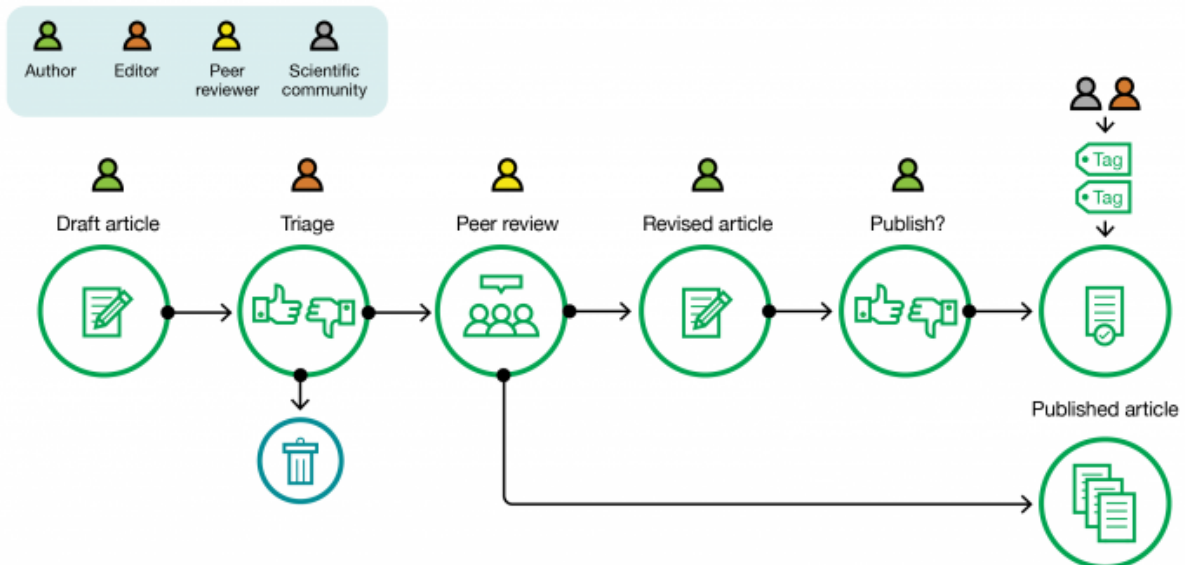 Author
Editor
Peer
reviewer
Scientific
community
Tag
Tag
Draft article
Triage
Peer review
Revised article
Publish?
Published article